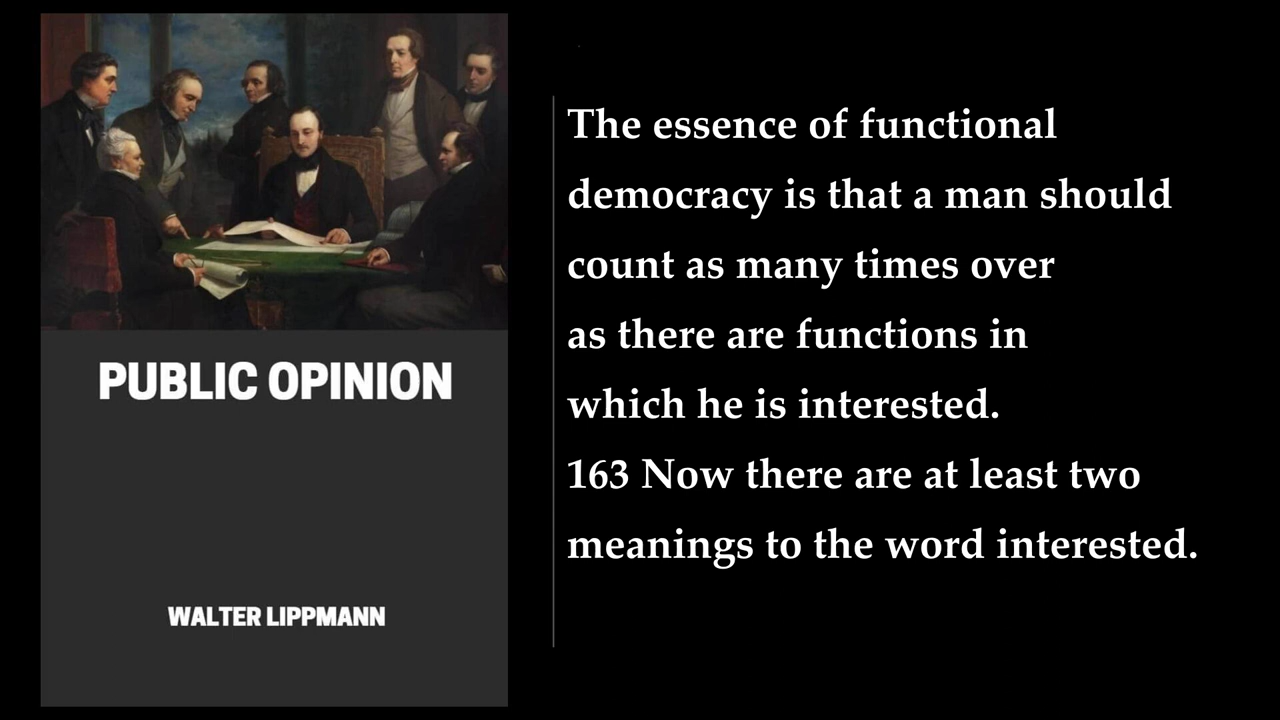 PUBLIC OPINION
WALTER LIPPMANN
The essence of functional
democracy is that a man should
count as many times over
as there are functions in
which he is interested.
163 Now there are at least two
meanings to the word interested.